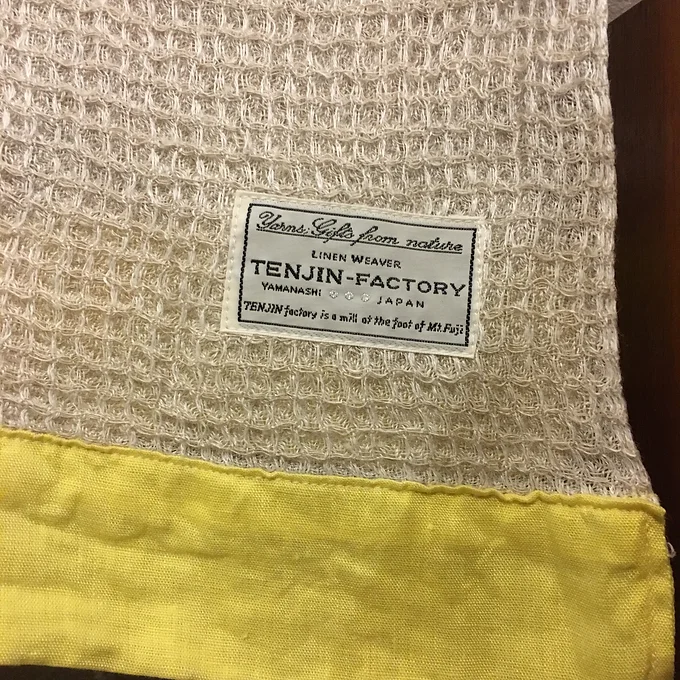 Yarns: Gifts from nature
LINEN WEAVER
TENJIN-FACTORY
YAMANASHI JAPAN
TENJIN factory is a mill at the foot of Mt.Fuji